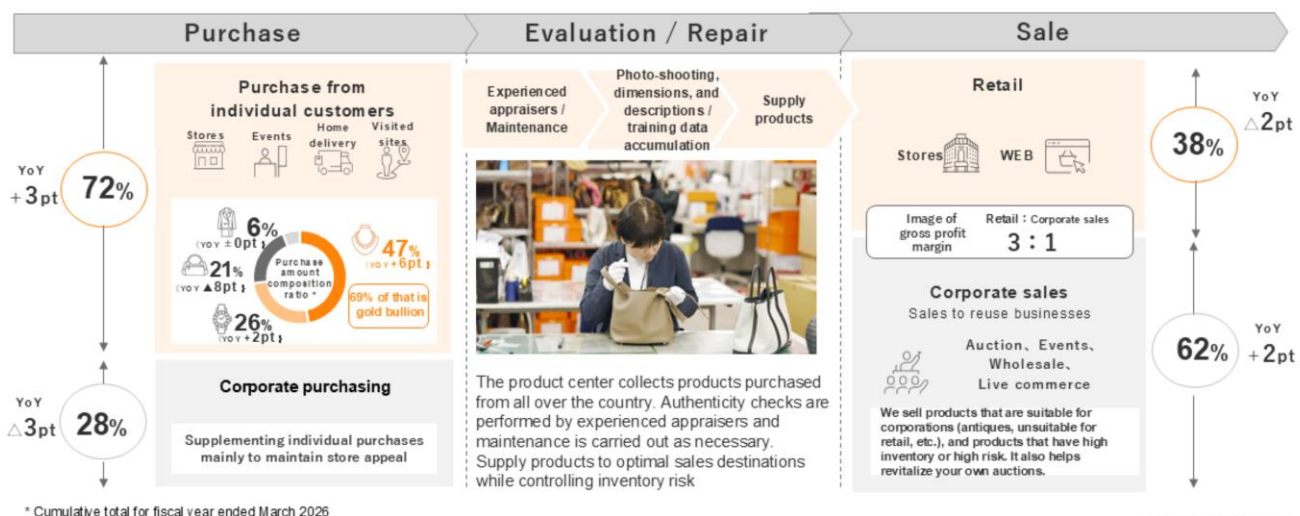 Purchase
Evaluation / Repair
Sale
YoY
+3pt
72%
Purchase from
individual customers
Stores
Events
Home
delivery
Visited
sites
6%
(YOY ±0pt)
21%
(YOY ▲8pt)
26%
(YOY +2pt)
Purchase
amount
composition
ratio *
47%
(YOY +6pt)
69% of that is
gold bullion
YoY
△3pt
28%
Corporate purchasing
Supplementing individual purchases
mainly to maintain store appeal
Experienced
appraisers /
Maintenance
Photo-shooting,
dimensions, and
descriptions /
training data
accumulation
Supply
products
The product center collects products purchased
from all over the country. Authenticity checks are
performed by experienced appraisers and
maintenance is carried out as necessary.
Supply products to optimal sales destinations
while controlling inventory risk
Retail
Stores
WEB
Image of
gross profit
margin
Retail：Corporate sales
3：1
Corporate sales
Sales to reuse businesses
Auction、Events、
Wholesale、
Live commerce
We sell products that are suitable for
corporations (antiques, unsuitable for
retail, etc.), and products that have high
inventory or high risk. It also helps
revitalize your own auctions.
38%
YoY
△2pt
62%
YoY
+2pt
* Cumulative total for fiscal year ended March 2026